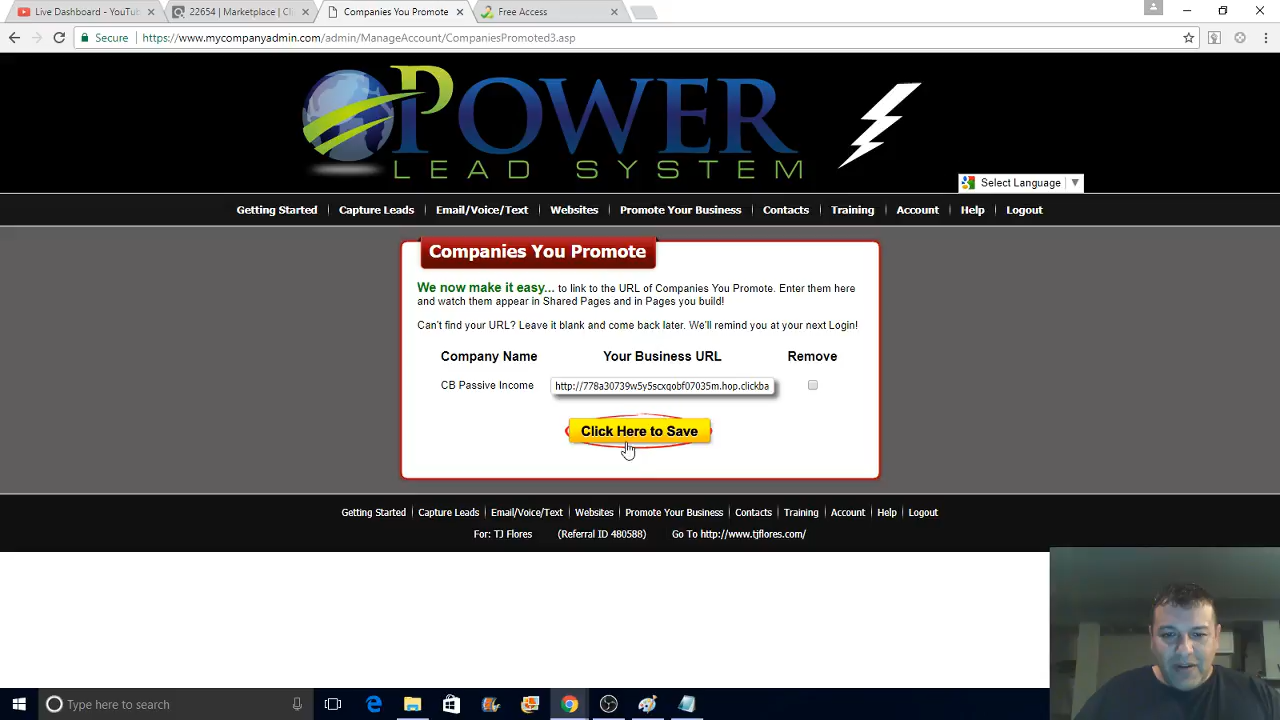 Live Dashboard - YouTub
22654 | Marketplace | Cli
Companies You Promote
Free Access
Secure
https://www.mycompanyadmin.com/admin/ManageAccount/CompaniesPromoted3.asp
POWER
LEAD SYSTEM
Select Language
Getting Started | Capture Leads | Email/Voice/Text | Websites | Promote Your Business | Contacts | Training | Account | Help | Logout
Companies You Promote
We now make it easy... to link to the URL of Companies You Promote. Enter them here
and watch them appear in Shared Pages and in Pages you build!
Can't find your URL? Leave it blank and come back later. We'll remind you at your next Login!
Company Name Your Business URL Remove
CB Passive Income http://778a30739w5y5scxqobf07035m.hop.clickba
Click Here to Save
Getting Started | Capture Leads | Email/Voice/Text | Websites | Promote Your Business | Contacts | Training | Account | Help | Logout
For: TJ Flores (Referral ID 480588) Go To http://www.tjflores.com/
Type here to search